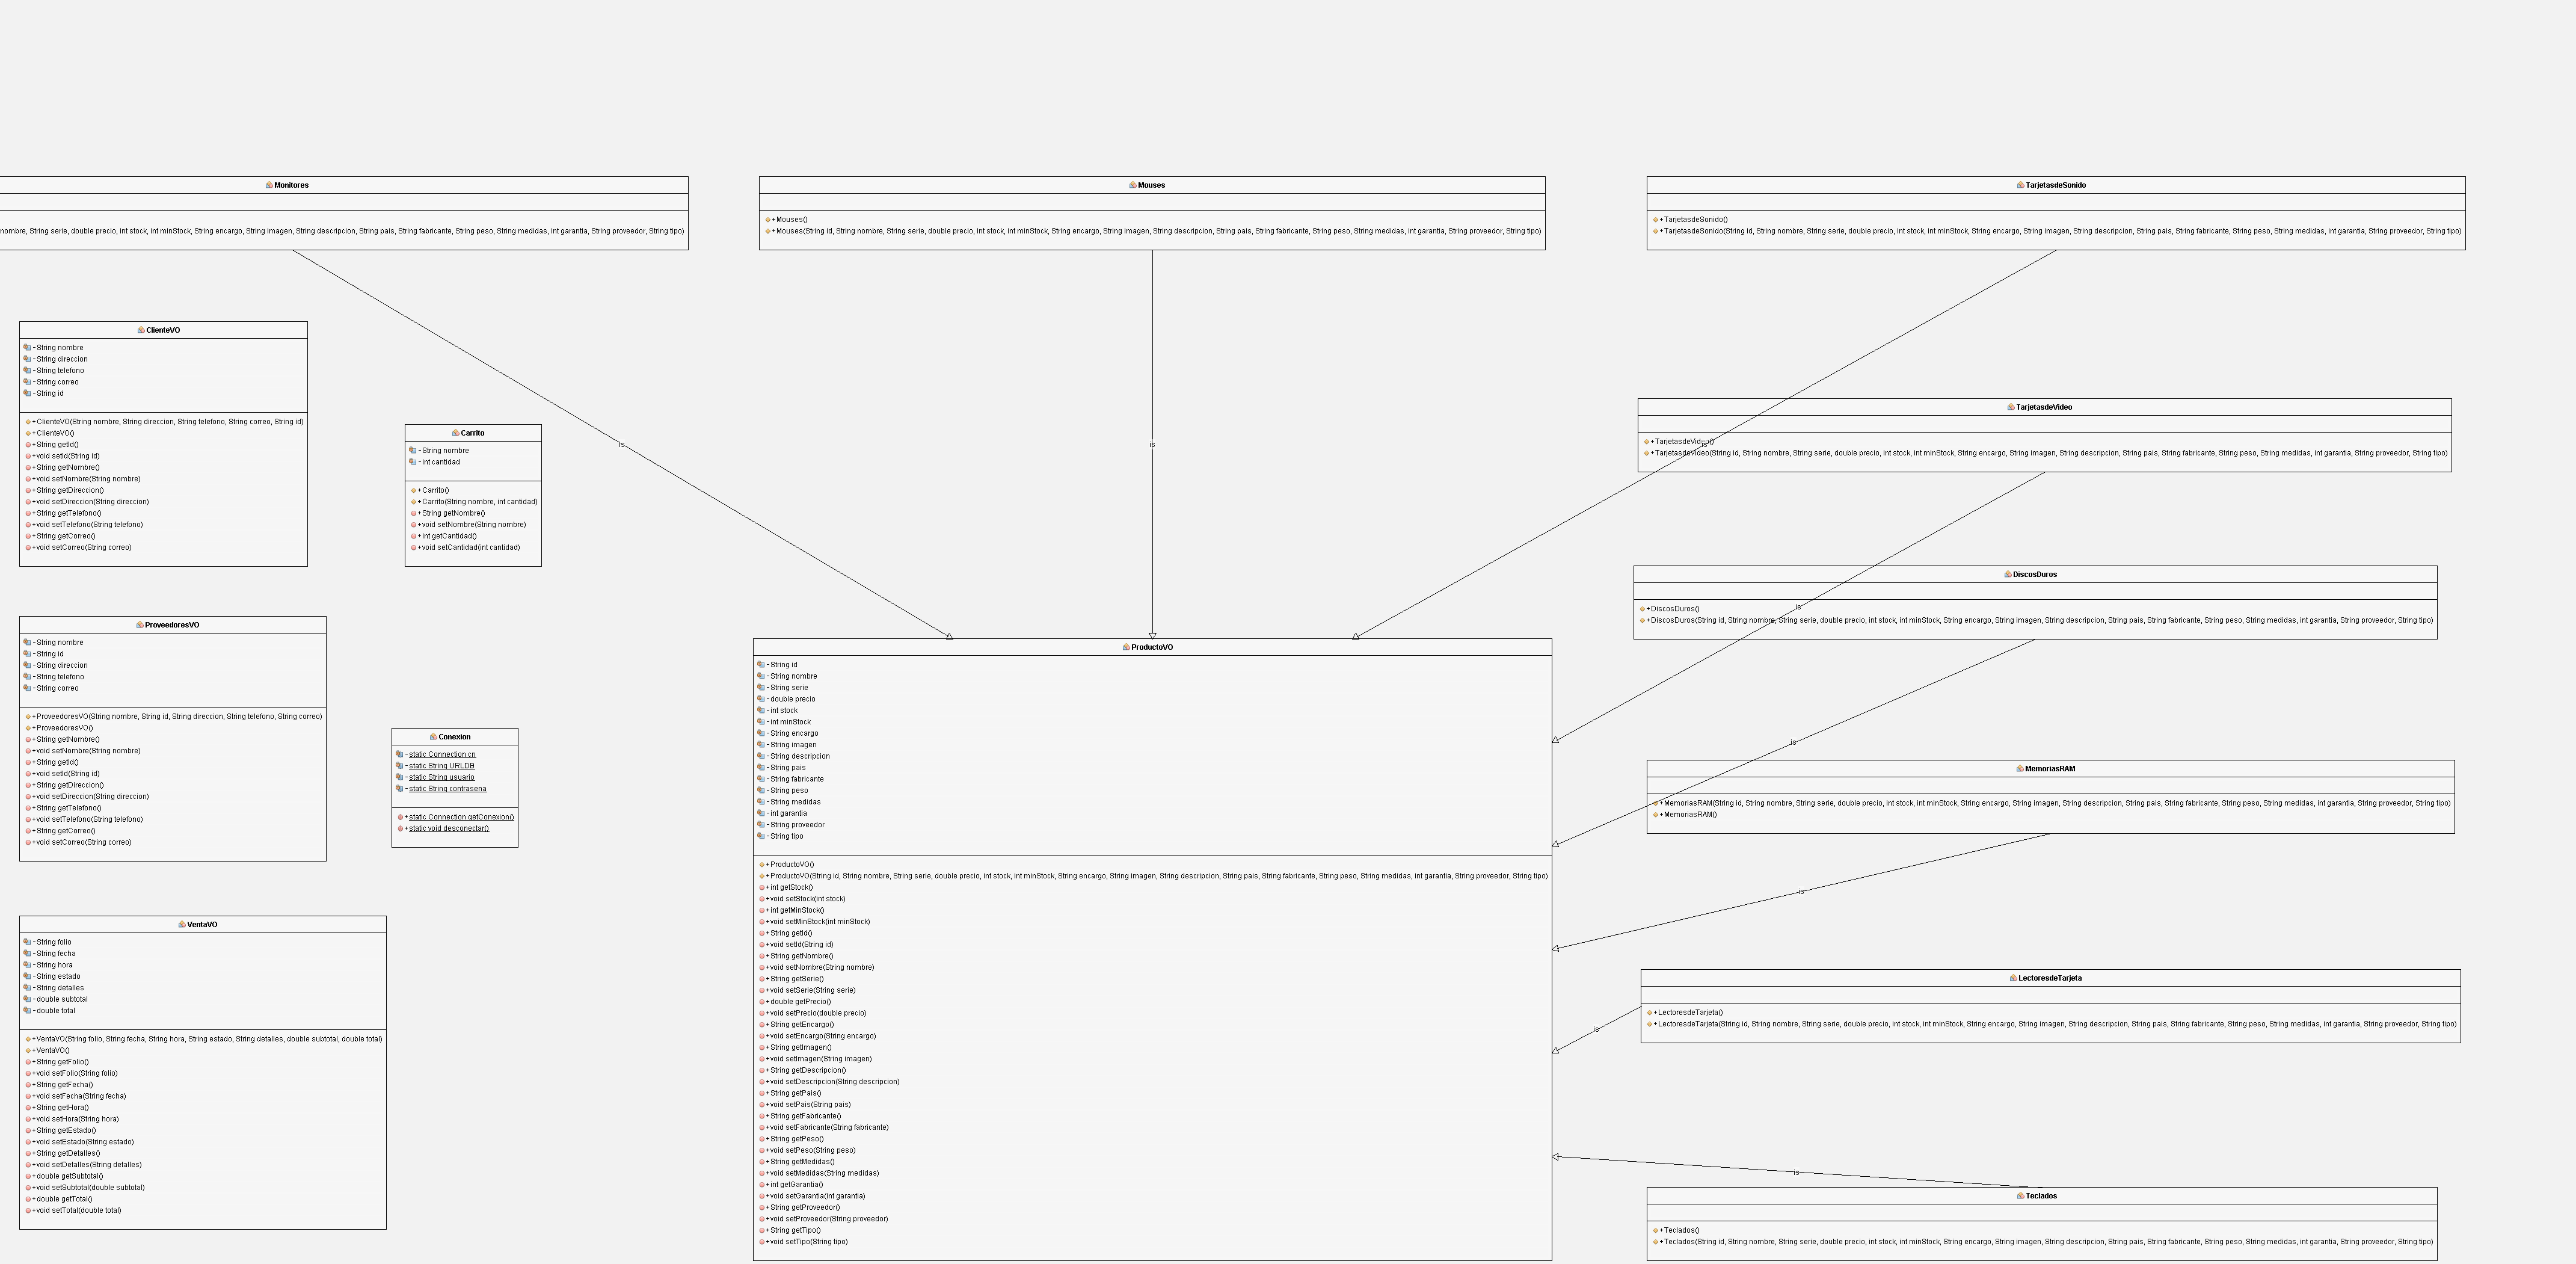 Monitores
nombre, String serie, double precio, int stock, int minStock, String encargo, String imagen, String descripcion, String pais, String fabricante, String peso, String medidas, int garantia, String proveedor, String tipo)
Mouses
+Mouses()
+Mouses(String id, String nombre, String serie, double precio, int stock, int minStock, String encargo, String imagen, String descripcion, String pais, String fabricante, String peso, String medidas, int garantia, String proveedor, String tipo)
TarjetasdeSonido
+TarjetasdeSonido()
+TarjetasdeSonido(String id, String nombre, String serie, double precio, int stock, int minStock, String encargo, String imagen, String descripcion, String pais, String fabricante, String peso, String medidas, int garantia, String proveedor, String tipo)
ClienteVO
-String nombre
-String direccion
-String telefono
-String correo
-String id
+ClienteVO(String nombre, String direccion, String telefono, String correo, String id)
+ClienteVO()
+String getId()
+void setId(String id)
+String getNombre()
+void setNombre(String nombre)
+String getDireccion()
+void setDireccion(String direccion)
+String getTelefono()
+void setTelefono(String telefono)
+String getCorreo()
+void setCorreo(String correo)
Carrito
-String nombre
-int cantidad
+Carrito()
+Carrito(String nombre, int cantidad)
+String getNombre()
+void setNombre(String nombre)
+int getCantidad()
+void setCantidad(int cantidad)
is
is
is
TarjetasdeVideo
+TarjetasdeVideo()
+TarjetasdeVideo(String id, String nombre, String serie, double precio, int stock, int minStock, String encargo, String imagen, String descripcion, String pais, String fabricante, String peso, String medidas, int garantia, String proveedor, String tipo)
is
DiscosDuros
+DiscosDuros()
+DiscosDuros(String id, String nombre, String serie, double precio, int stock, int minStock, String encargo, String imagen, String descripcion, String pais, String fabricante, String peso, String medidas, int garantia, String proveedor, String tipo)
is
ProveedoresVO
-String nombre
-String id
-String direccion
-String telefono
-String correo
+ProveedoresVO(String nombre, String id, String direccion, String telefono, String correo)
+ProveedoresVO()
+String getNombre()
+void setNombre(String nombre)
+String getId()
+void setId(String id)
+String getDireccion()
+void setDireccion(String direccion)
+String getTelefono()
+void setTelefono(String telefono)
+String getCorreo()
+void setCorreo(String correo)
Conexion
-static Connection cn
-static String URLDB
-static String usuario
-static String contrasena
+static Connection getConexion()
+static void desconectar()
ProductoVO
-String id
-String nombre
-String serie
-double precio
-int stock
-int minStock
-String encargo
-String imagen
-String descripcion
-String pais
-String fabricante
-String peso
-String medidas
-int garantia
-String proveedor
-String tipo
+ProductoVO()
+ProductoVO(String id, String nombre, String serie, double precio, int stock, int minStock, String encargo, String imagen, String descripcion, String pais, String fabricante, String peso, String medidas, int garantia, String proveedor, String tipo)
+int getStock()
+void setStock(int stock)
+int getMinStock()
+void setMinStock(int minStock)
+String getId()
+void setId(String id)
+String getNombre()
+void setNombre(String nombre)
+String getSerie()
+void setSerie(String serie)
+double getPrecio()
+void setPrecio(double precio)
+String getEncargo()
+void setEncargo(String encargo)
+String getImagen()
+void setImagen(String imagen)
+String getDescripcion()
+void setDescripcion(String descripcion)
+String getPais()
+void setPais(String pais)
+String getFabricante()
+void setFabricante(String fabricante)
+String getPeso()
+void setPeso(String peso)
+String getMedidas()
+void setMedidas(String medidas)
+int getGarantia()
+void setGarantia(int garantia)
+String getProveedor()
+void setProveedor(String proveedor)
+String getTipo()
+void setTipo(String tipo)
MemoriasRAM
+MemoriasRAM(String id, String nombre, String serie, double precio, int stock, int minStock, String encargo, String imagen, String descripcion, String pais, String fabricante, String peso, String medidas, int garantia, String proveedor, String tipo)
+MemoriasRAM()
is
VentaVO
-String folio
-String fecha
-String hora
-String estado
-String detalles
-double subtotal
-double total
+VentaVO(String folio, String fecha, String hora, String estado, String detalles, double subtotal, double total)
+VentaVO()
+String getFolio()
+void setFolio(String folio)
+String getFecha()
+void setFecha(String fecha)
+String getHora()
+void setHora(String hora)
+String getEstado()
+void setEstado(String estado)
+String getDetalles()
+void setDetalles(String detalles)
+double getSubtotal()
+void setSubtotal(double subtotal)
+double getTotal()
+void setTotal(double total)
LectoresdeTarjeta
+LectoresdeTarjeta()
+LectoresdeTarjeta(String id, String nombre, String serie, double precio, int stock, int minStock, String encargo, String imagen, String descripcion, String pais, String fabricante, String peso, String medidas, int garantia, String proveedor, String tipo)
is
is
Teclados
+Teclados()
+Teclados(String id, String nombre, String serie, double precio, int stock, int minStock, String encargo, String imagen, String descripcion, String pais, String fabricante, String peso, String medidas, int garantia, String proveedor, String tipo)